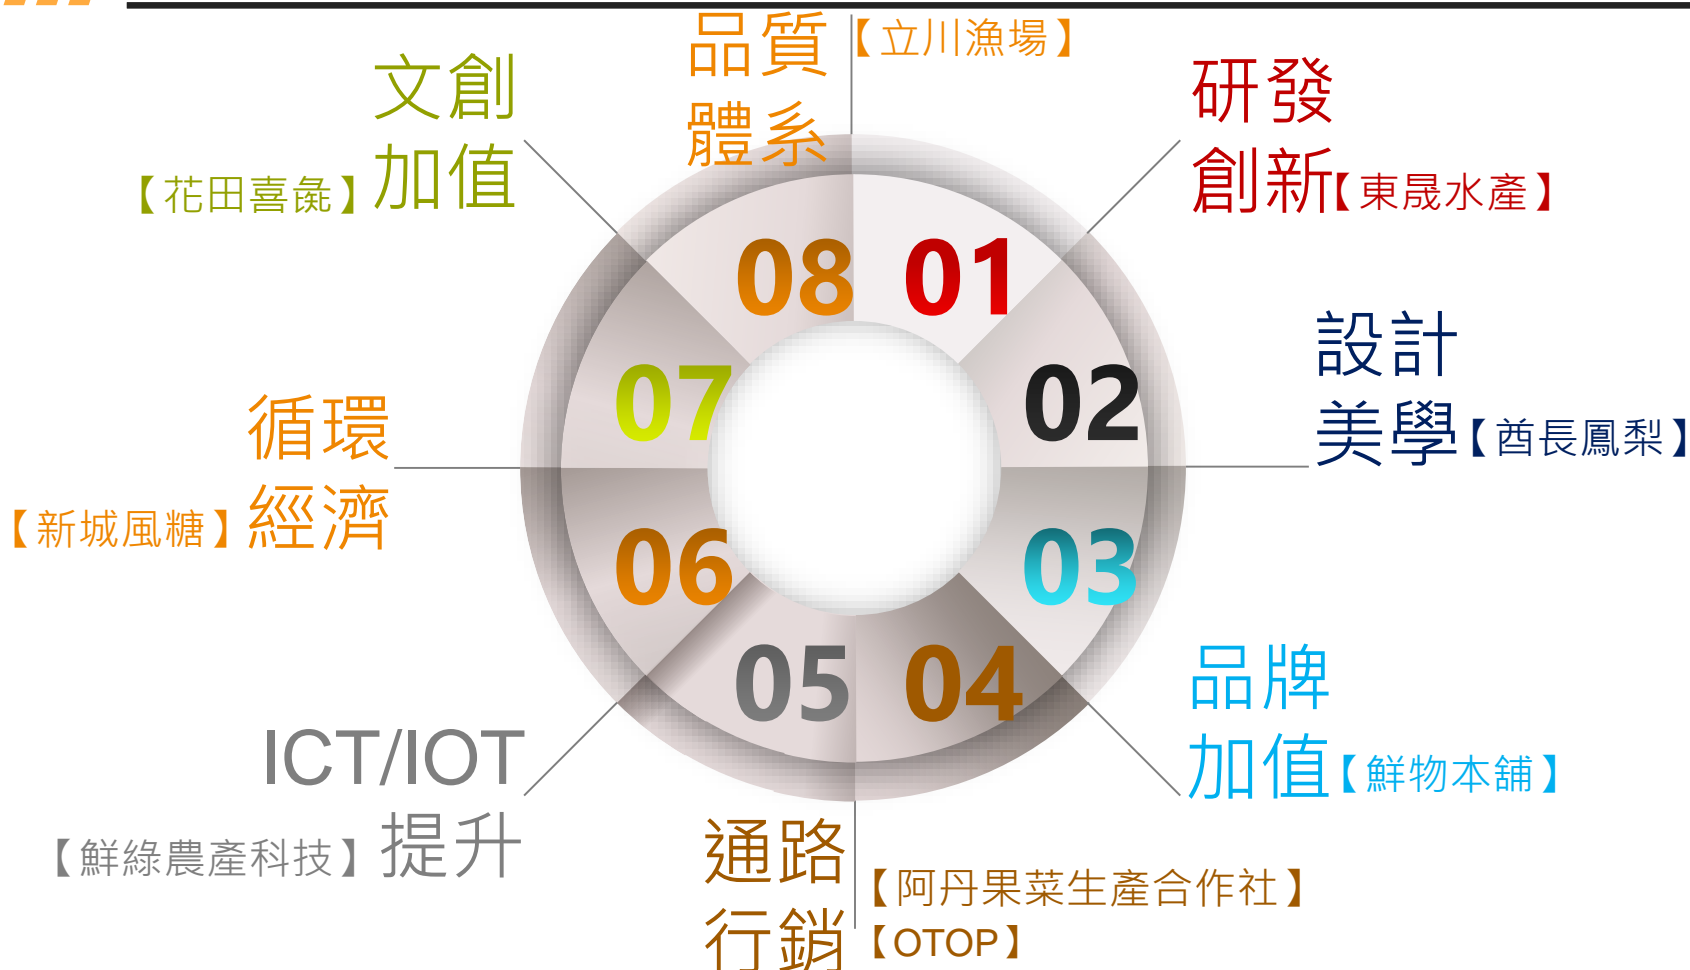 品質
體系
【立川漁場】
研發
創新【東晟水產】
設計
美學【酋長鳳梨】
品牌
加值【鮮物本舖】
通路
行銷
【阿丹果菜生產合作社】
【OTOP】
ICT/IOT
【鮮綠農產科技】提升
循環
【新城風糖】經濟
文創
【花田喜彘】加值
01
02
03
04
05
06
07
08